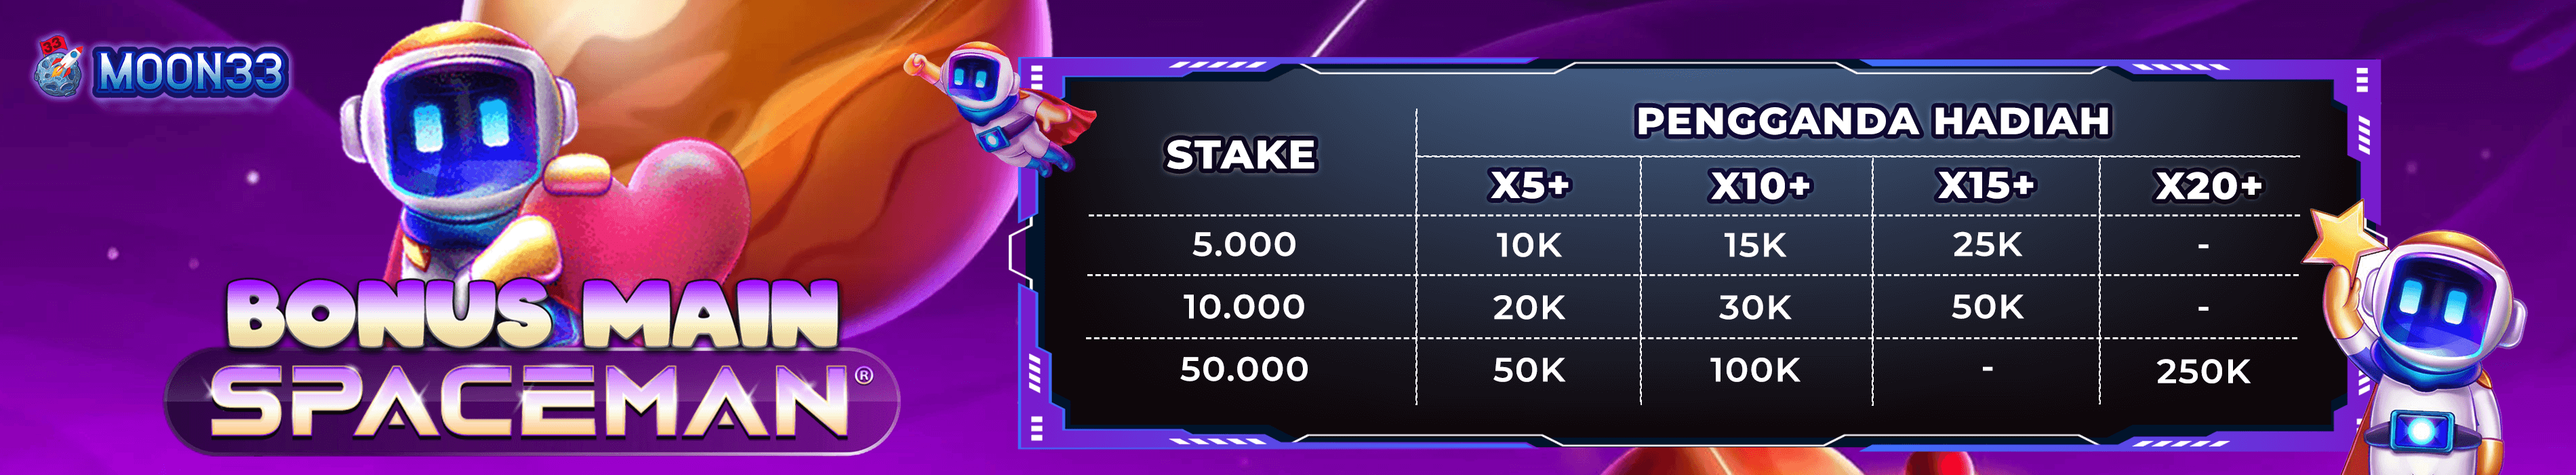 33
MOON33
BONUS MAIN
SPACEMAN®
STAKE
PENGGANDA HADIAH
X5+ X10+ X15+ X20+
5.000 10K 15K 25K -
10.000 20K 30K 50K -
50.000 50K 100K - 250K